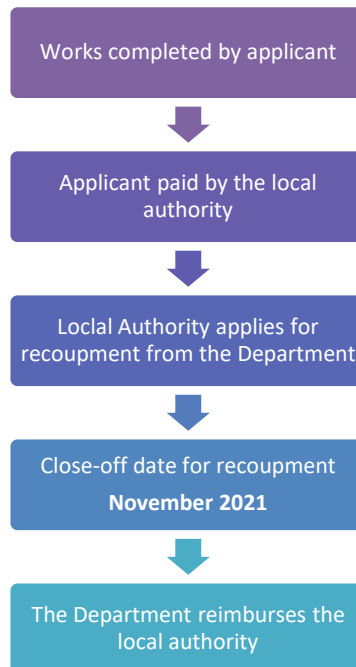 Works completed by applicant
Applicant paid by the local
authority
Loclal Authority applies for
recoupment from the Department
Close-off date for recoupment
November 2021
The Department reimburses the
local authority